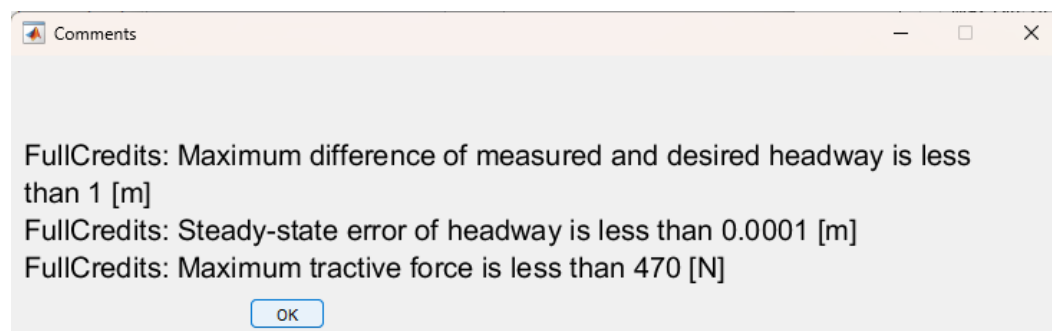 Comments
FullCredits: Maximum difference of measured and desired headway is less
than 1 [m]
FullCredits: Steady-state error of headway is less than 0.0001 [m]
FullCredits: Maximum tractive force is less than 470 [N]
OK